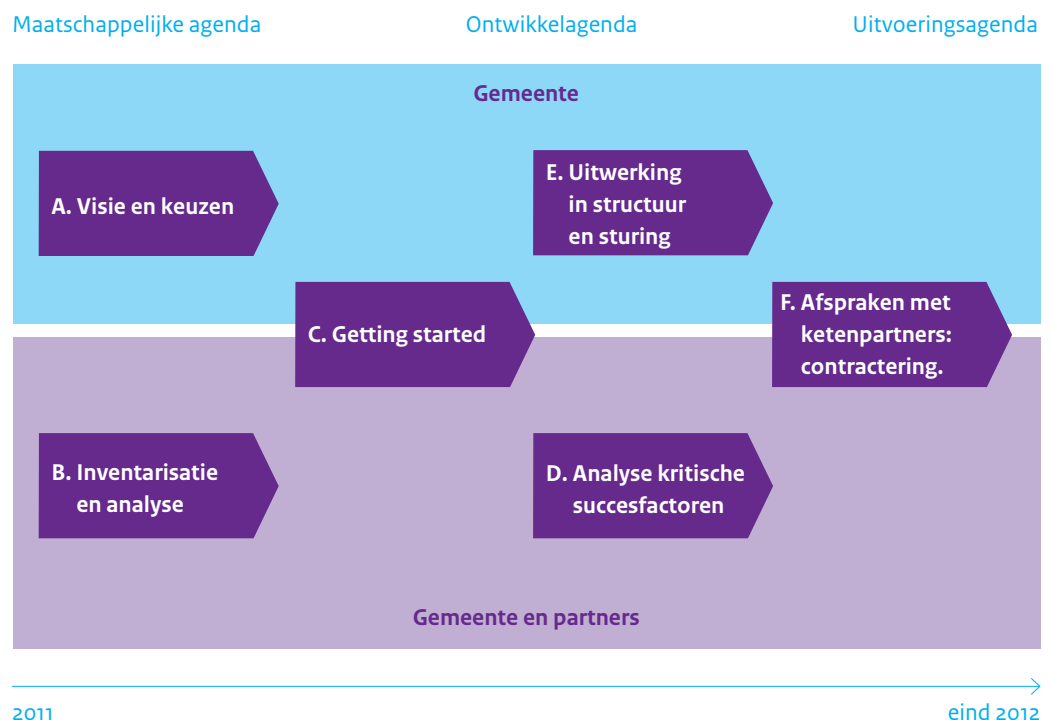 Maatschappelijke agenda
Ontwikkelagenda
Uitvoeringsagenda
Gemeente
A. Visie en keuzen
E. Uitwerking
in structuur
en sturing
C. Getting started
F. Afspraken met
ketenpartners:
contractering.
B. Inventarisatie
en analyse
D. Analyse kritische
succesfactoren
Gemeente en partners
2011
eind 2012